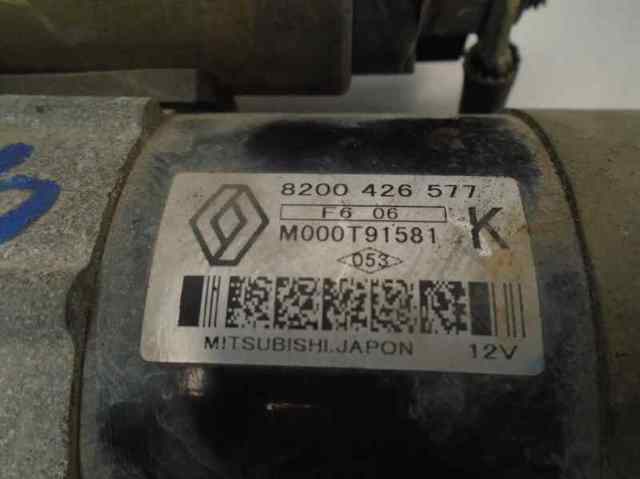 8200 426 577
F6 06
M000T91581 K
053
MITSUBISHI.JAPON 12V